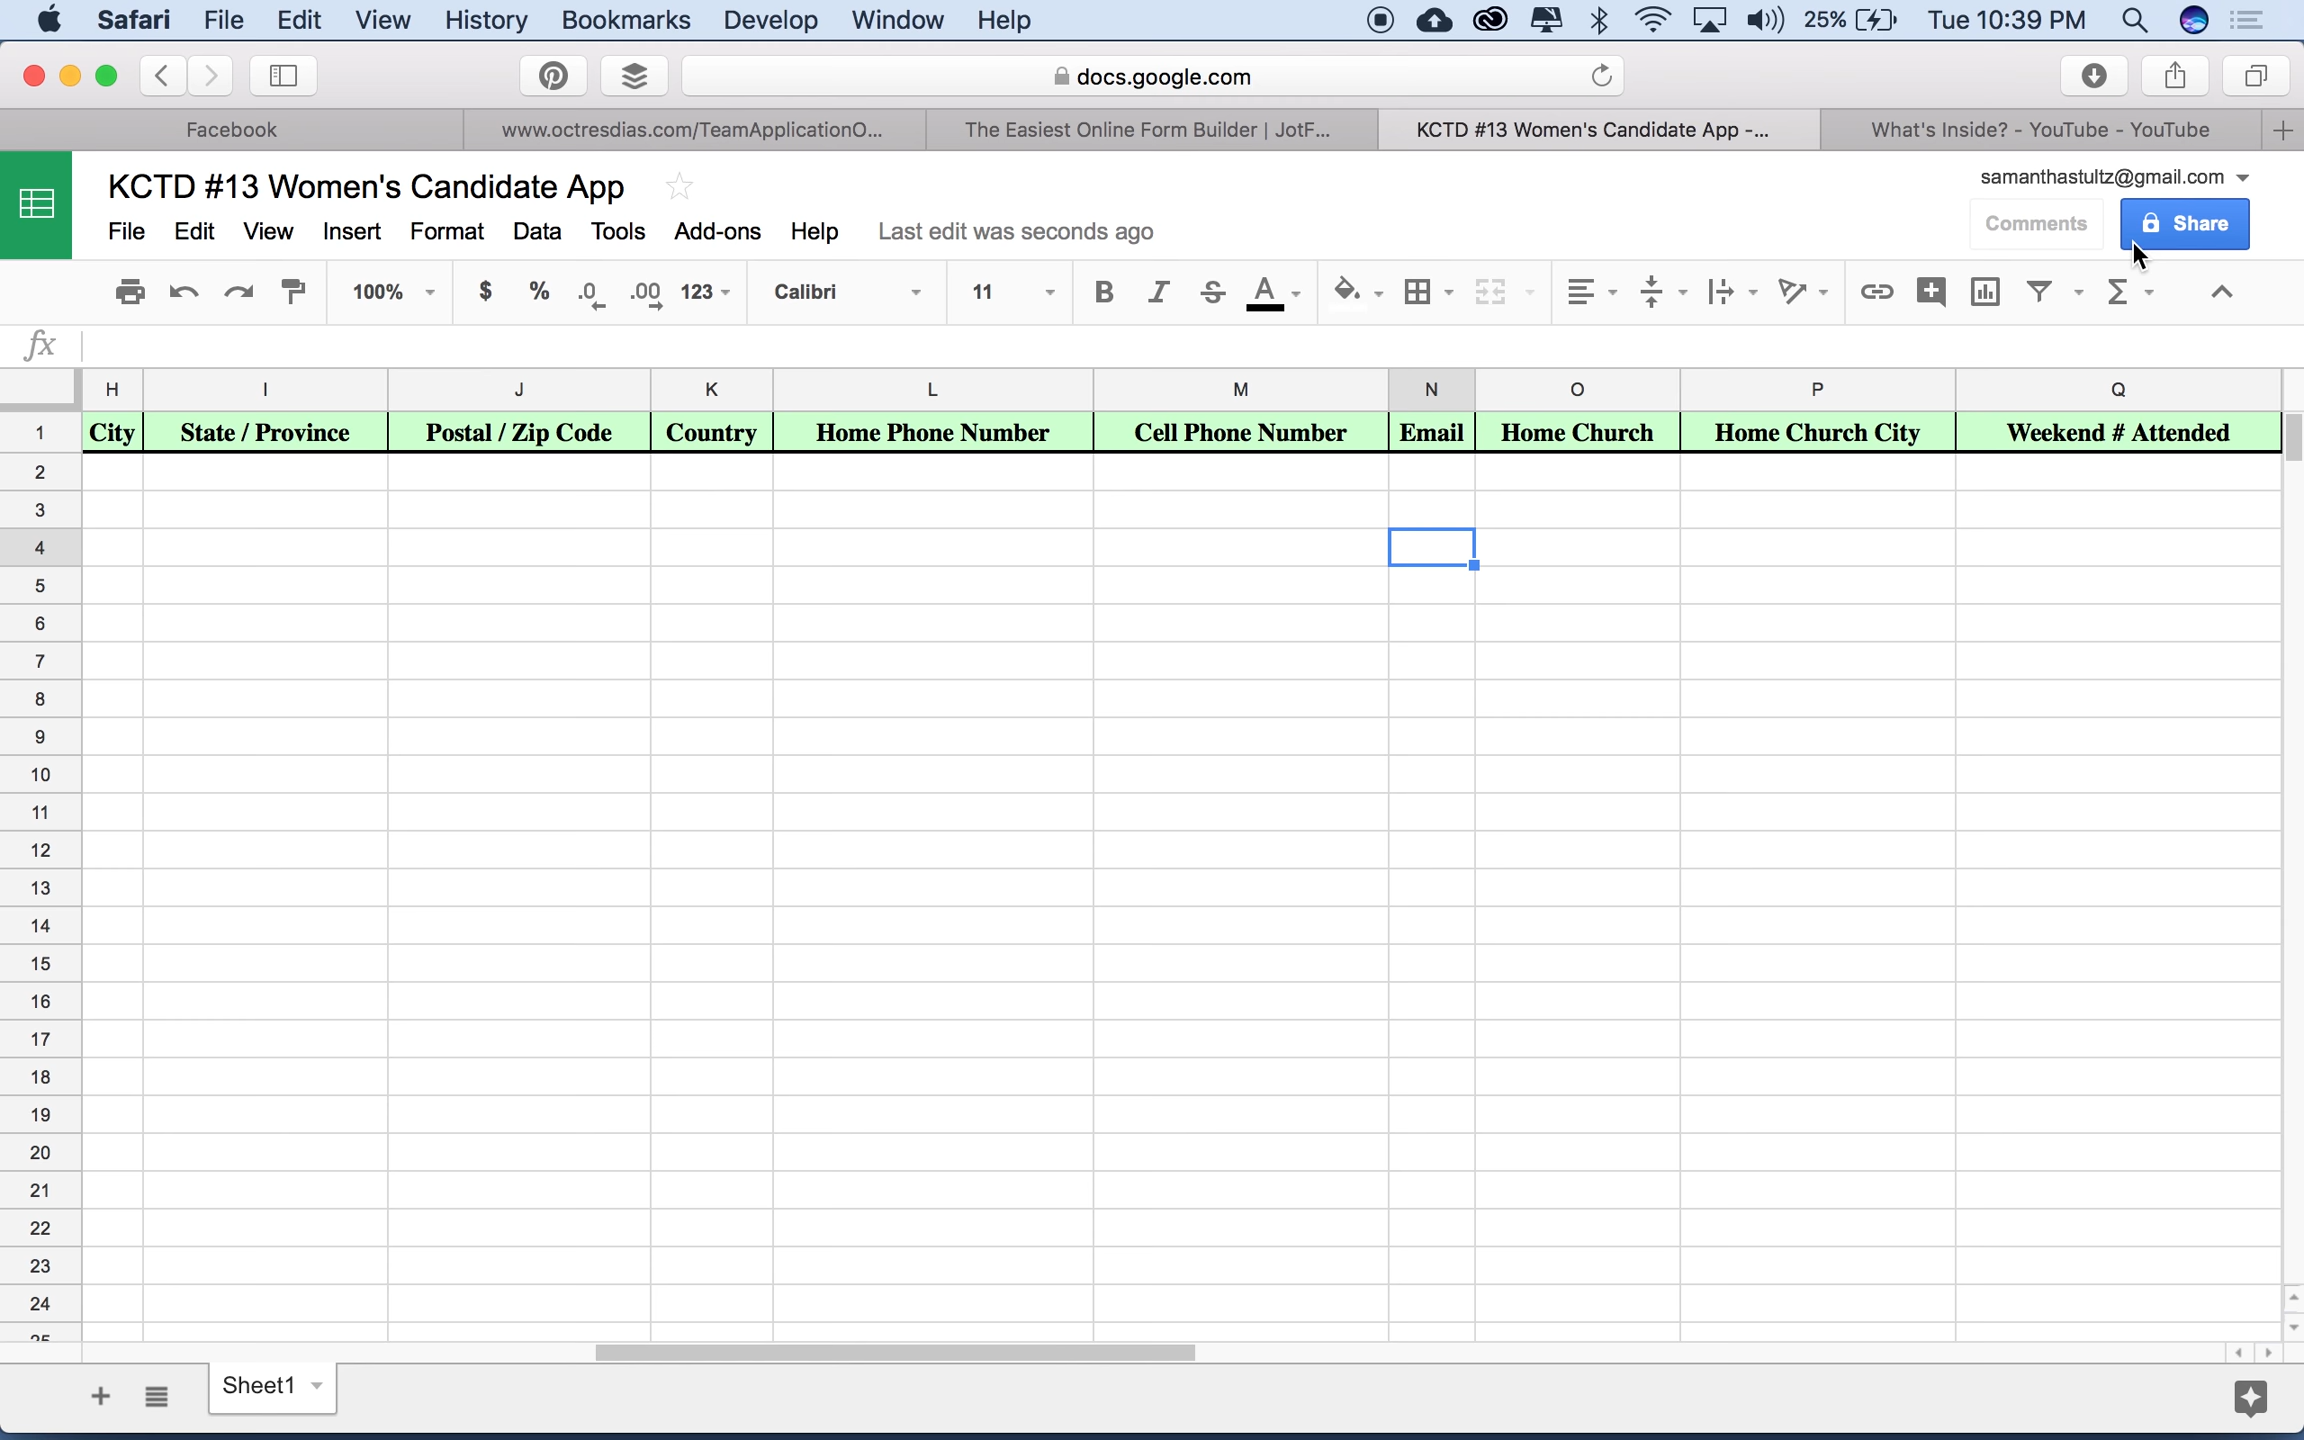 Safari File Edit View History Bookmarks Develop Window Help 25% Tue 10:39 PM
docs.google.com
Facebook www.octresdias.com/TeamApplicationO... The Easiest Online Form Builder | JotF... KCTD #13 Women's Candidate App -... What's Inside? - YouTube - YouTube +
KCTD #13 Women's Candidate App
samanthastultz@gmail.com
File Edit View Insert Format Data Tools Add-ons Help Last edit was seconds ago
Comments Share
100% $ % .0 .00 123 Calibri 11 B I S A Σ
fx
H I J K L M N O P Q
1 City State / Province Postal / Zip Code Country Home Phone Number Cell Phone Number Email Home Church Home Church City Weekend # Attended
2
3
4
5
6
7
8
9
10
11
12
13
14
15
16
17
18
19
20
21
22
23
24
25
+ Sheet1